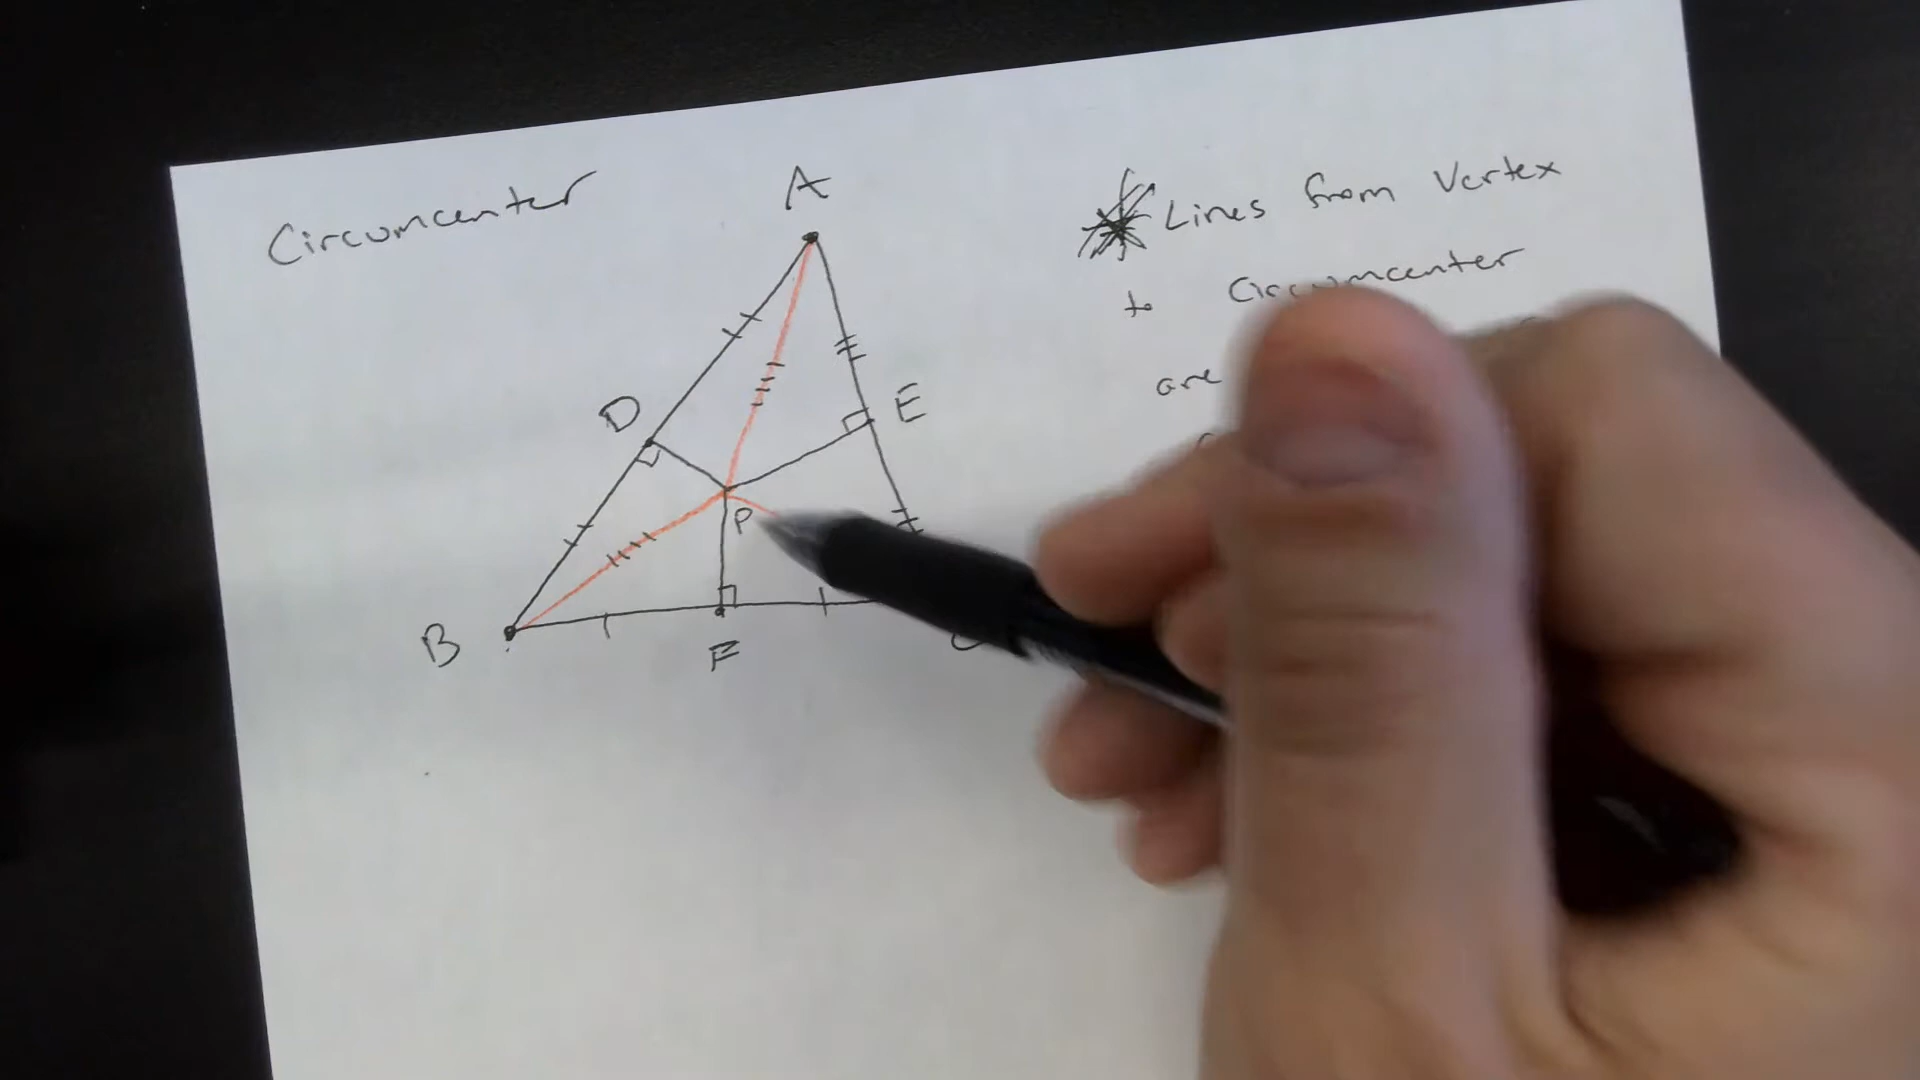 Circumcenter
A
Lines from Vertex
to Circumcenter
are
D
E
P
B
F